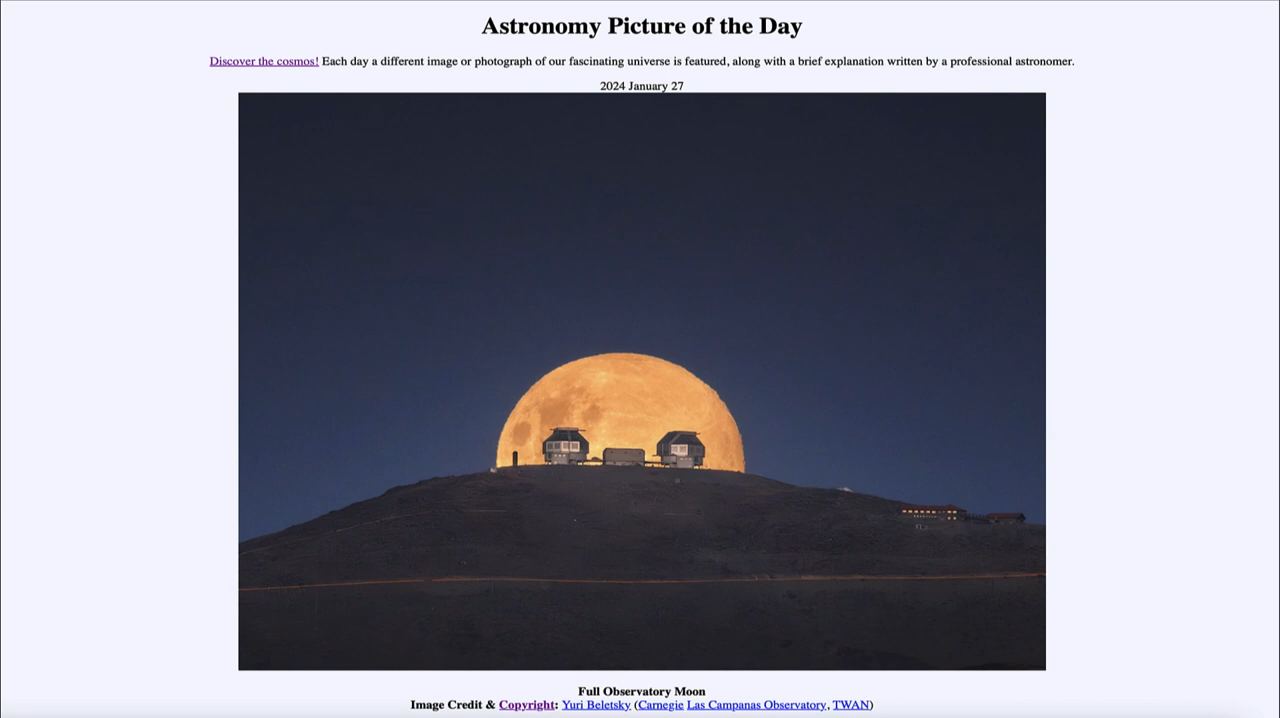 Astronomy Picture of the Day
Discover the cosmos! Each day a different image or photograph of our fascinating universe is featured, along with a brief explanation written by a professional astronomer.
2024 January 27
Full Observatory Moon
Image Credit & Copyright: Yuri Beletsky (Carnegie Las Campanas Observatory, TWAN)